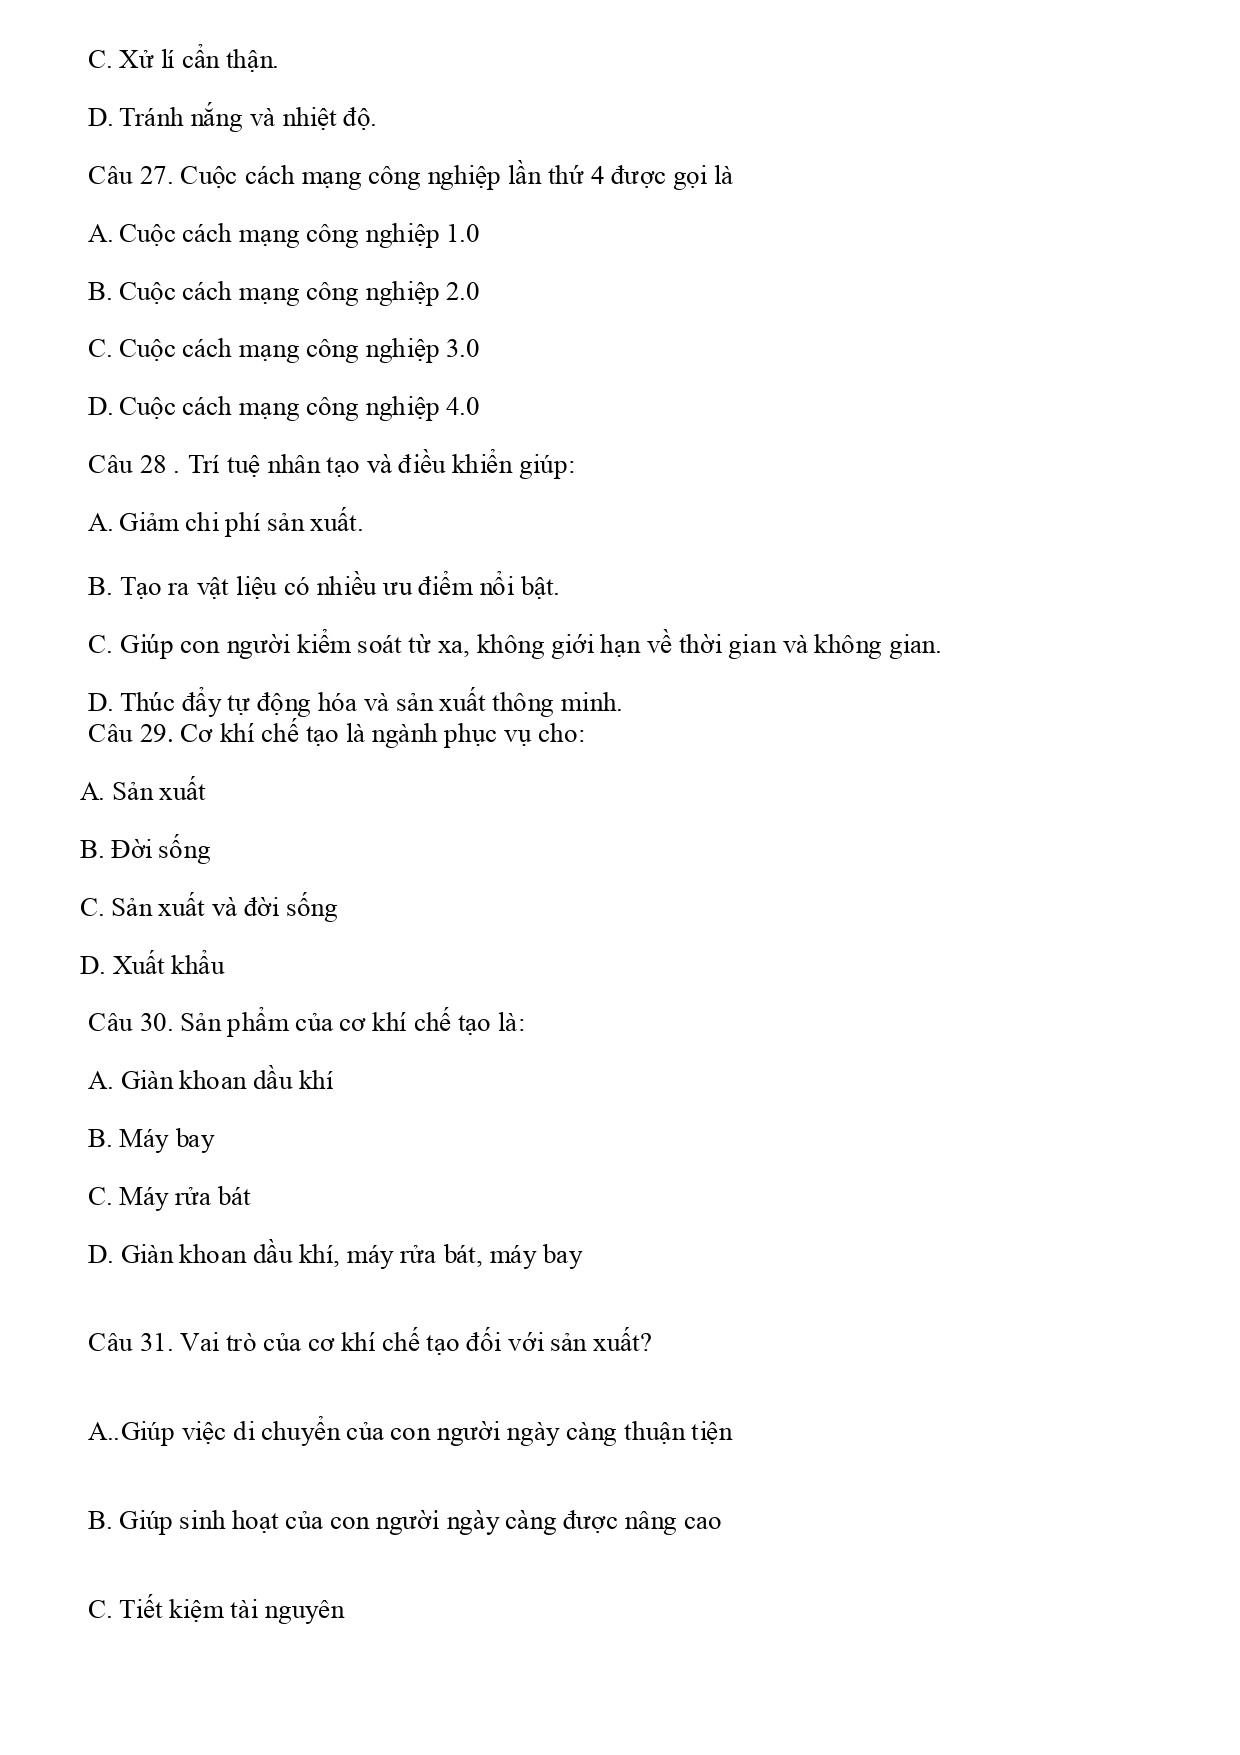 C. Xử lí cẩn thận.
D. Tránh nắng và nhiệt độ.
Câu 27. Cuộc cách mạng công nghiệp lần thứ 4 được gọi là
A. Cuộc cách mạng công nghiệp 1.0
B. Cuộc cách mạng công nghiệp 2.0
C. Cuộc cách mạng công nghiệp 3.0
D. Cuộc cách mạng công nghiệp 4.0
Câu 28 . Trí tuệ nhân tạo và điều khiển giúp:
A. Giảm chi phí sản xuất.
B. Tạo ra vật liệu có nhiều ưu điểm nổi bật.
C. Giúp con người kiểm soát từ xa, không giới hạn về thời gian và không gian.
D. Thúc đẩy tự động hóa và sản xuất thông minh.
Câu 29. Cơ khí chế tạo là ngành phục vụ cho:
A. Sản xuất
B. Đời sống
C. Sản xuất và đời sống
D. Xuất khẩu
Câu 30. Sản phẩm của cơ khí chế tạo là:
A. Giàn khoan dầu khí
B. Máy bay
C. Máy rửa bát
D. Giàn khoan dầu khí, máy rửa bát, máy bay
Câu 31. Vai trò của cơ khí chế tạo đối với sản xuất?
A..Giúp việc di chuyển của con người ngày càng thuận tiện
B. Giúp sinh hoạt của con người ngày càng được nâng cao
C. Tiết kiệm tài nguyên